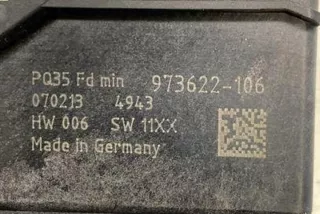 PQ35 Fd min 973622-106
070213 4943
HW 006 SW 11XX
Made in Germany